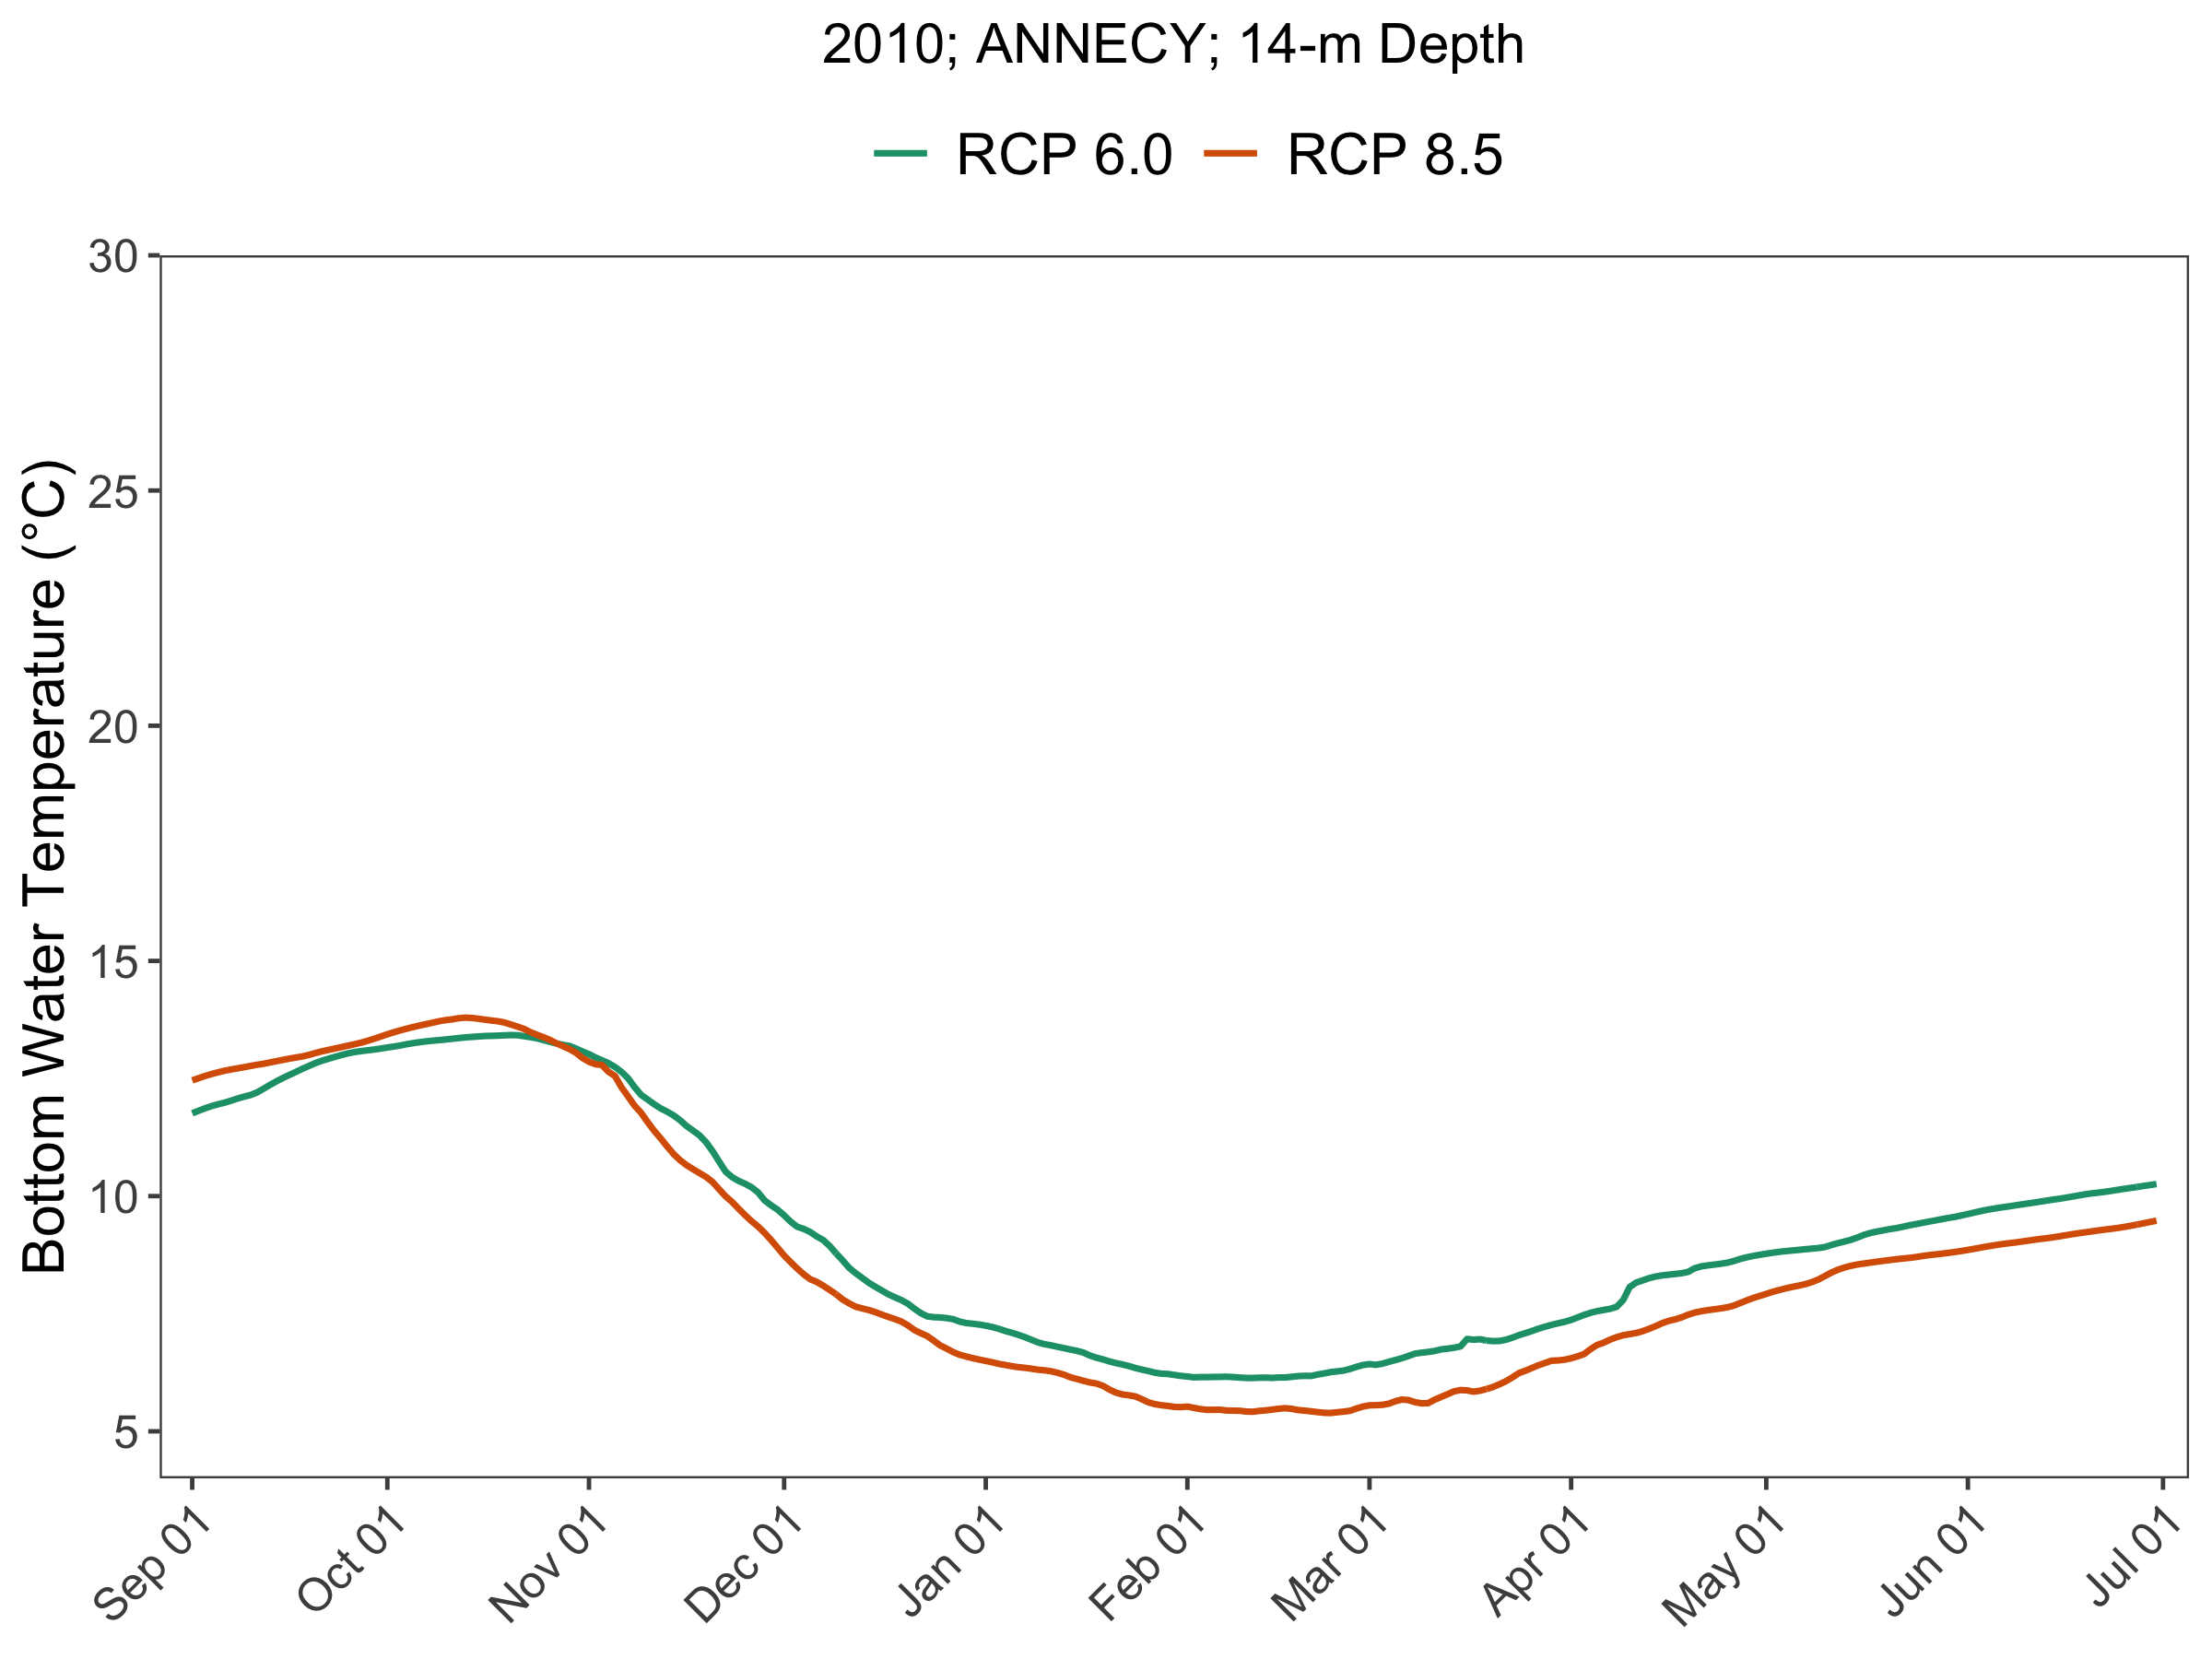 2010; ANNECY; 14-m Depth
RCP 6.0
RCP 8.5
Bottom Water Temperature (°C)
30
25
20
15
10
5
Sep 01
Oct 01
Nov 01
Dec 01
Jan 01
Feb 01
Mar 01
Apr 01
May 01
Jun 01
Jul 01